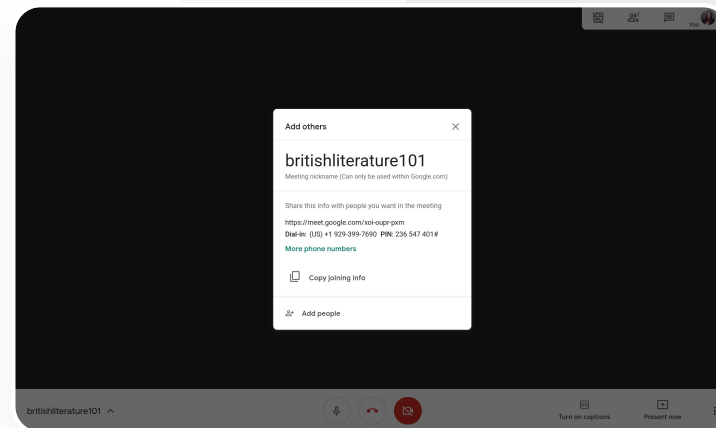 You
Add others
britishliterature101
Meeting nickname (Can only be used within Google.com)
Share this info with people you want in the meeting
https://meet.google.com/xoi-oupr-pxm
Dial-in: (US) +1 929-399-7690 PIN: 236 547 401#
More phone numbers
Copy joining info
Add people
britishliterature101
Turn on captions
Present now